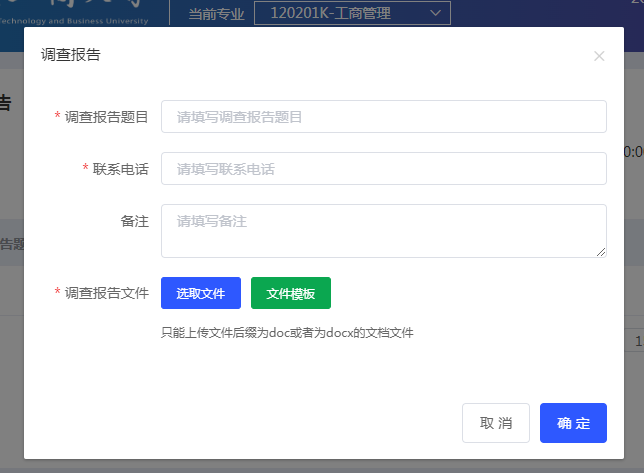 Technology and Business University
当前专业
120201K-工商管理
调查报告
告
* 调查报告题目
请填写调查报告题目
0:0
* 联系电话
请填写联系电话
备注
请填写备注
告题
* 调查报告文件
选取文件
文件模板
只能上传文件后缀为doc或者为docx的文档文件
1
取 消
确 定